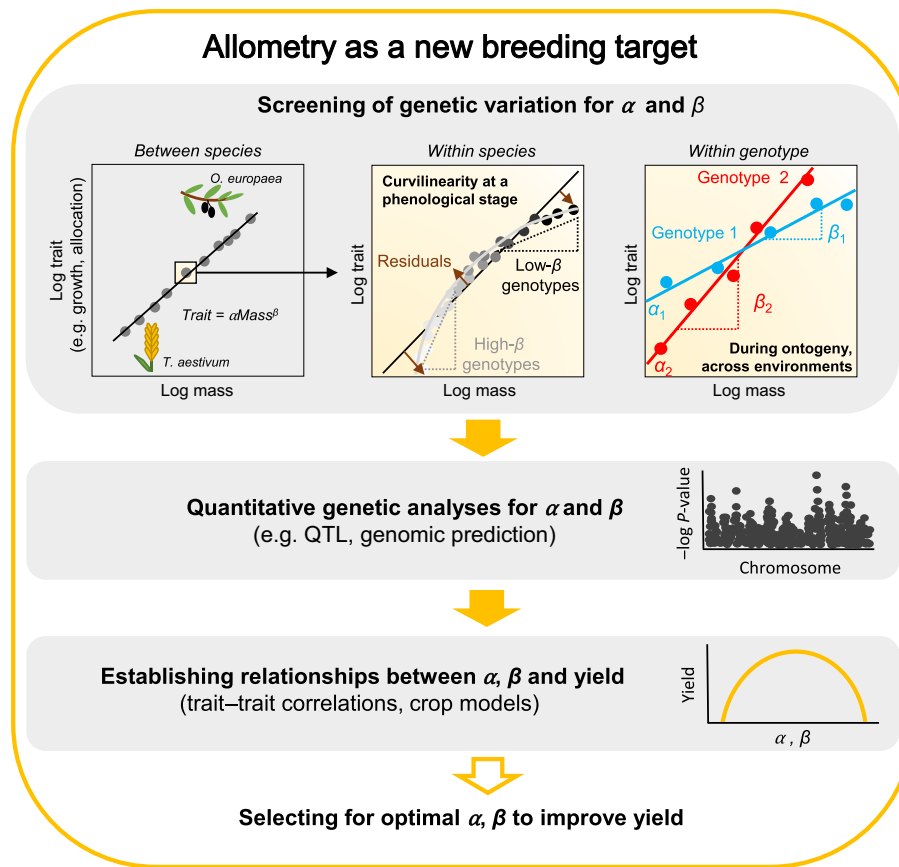 Allometry as a new breeding target
Screening of genetic variation for α and β
Between species
O. europaea
Trait = αMass^β
T. aestivum
Log trait
(e.g. growth, allocation)
Log mass
Within species
Curvilinearity at a
phenological stage
Residuals
Low-β
genotypes
High-β
genotypes
Log trait
Log mass
Within genotype
Genotype 2
Genotype 1
β1
β2
α1
α2
During ontogeny,
across environments
Log trait
Log mass
Quantitative genetic analyses for α and β
(e.g. QTL, genomic prediction)
–log P-value
Chromosome
Establishing relationships between α, β and yield
(trait–trait correlations, crop models)
Yield
α , β
Selecting for optimal α, β to improve yield